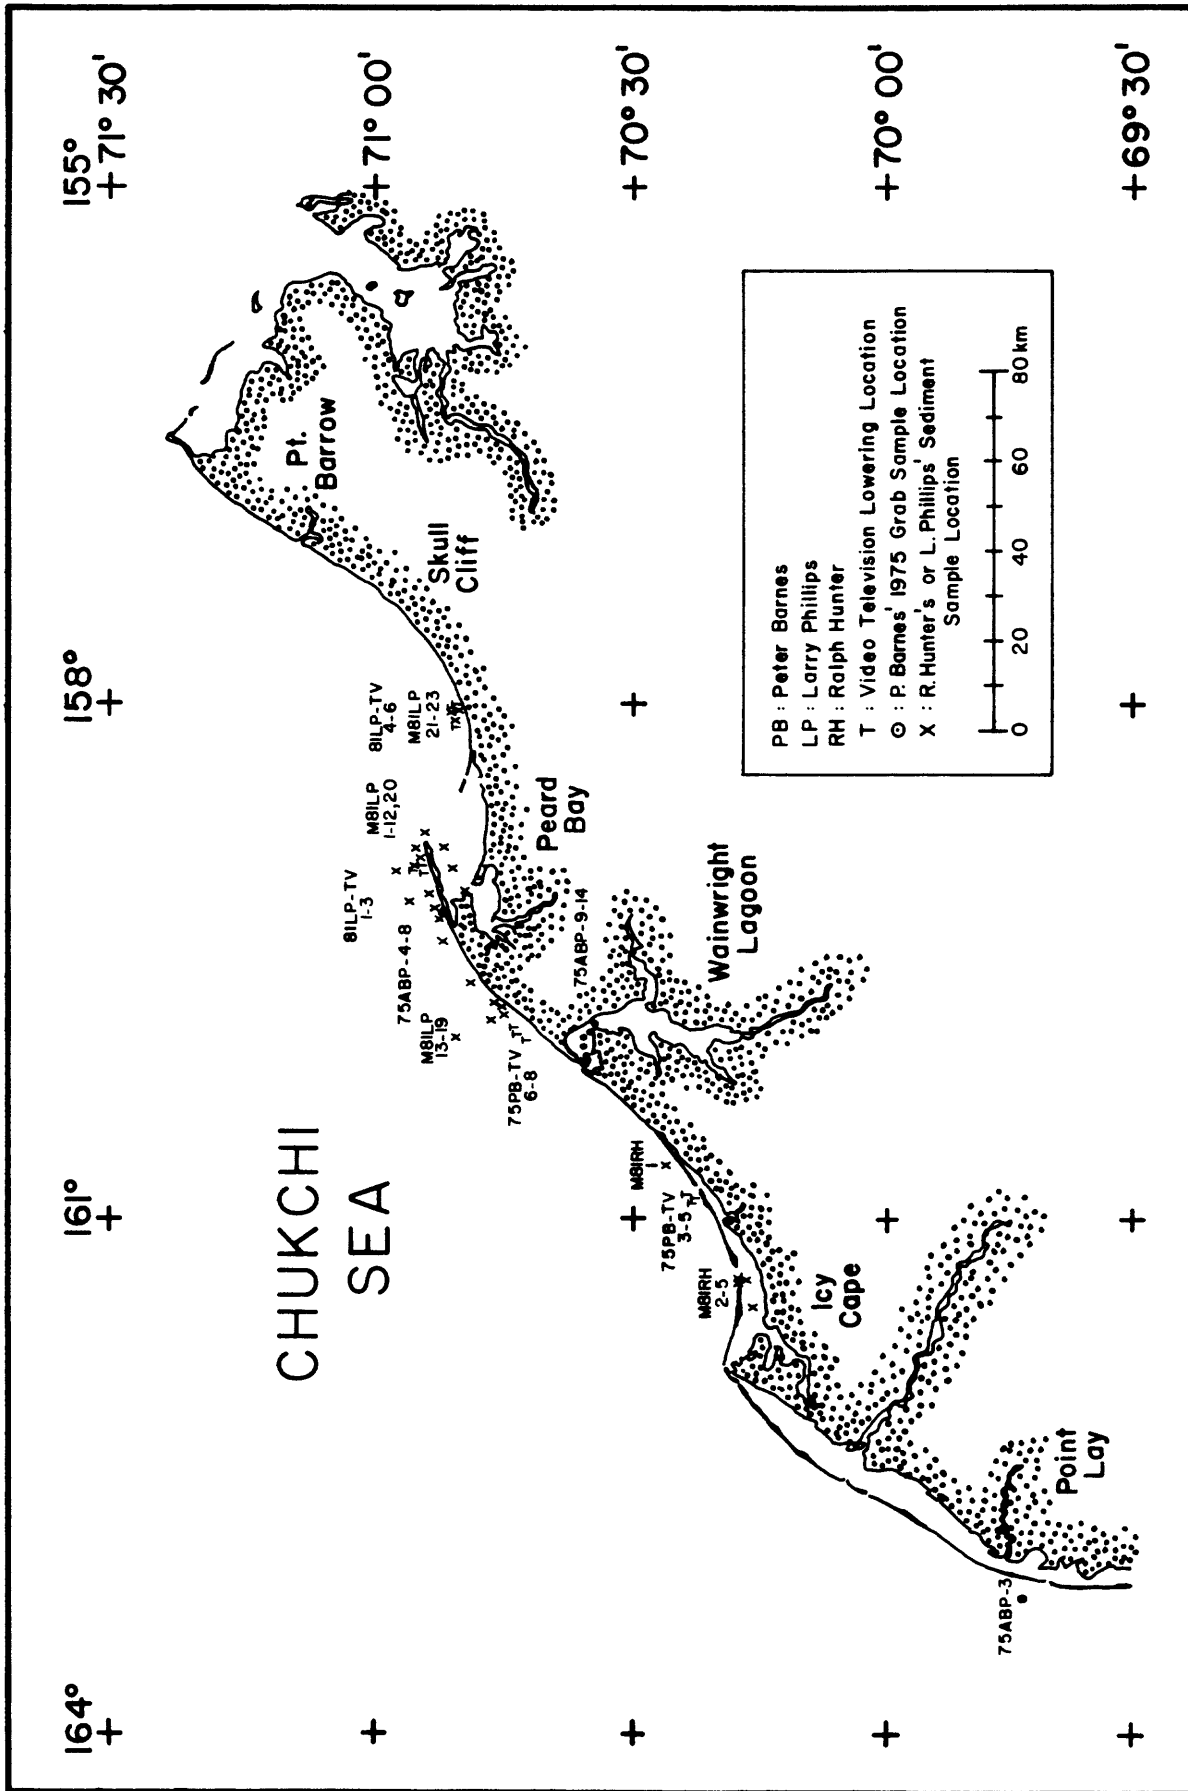 164°
161°
158°
155°
71° 30'
71° 00'
70° 30'
70° 00'
69° 30'
CHUKCHI
SEA
Pt.
Barrow
Skull
Cliff
81LP-TV
4-6
M81LP
21-23
M81LP
1-12,20
81LP-TV
1-3
75ABP-4-8
M81LP
13-19
75PB-TV
6-8
Peard
Bay
75ABP-9-14
Wainwright
Lagoon
M81RH
1
75PB-TV
3-5
M81RH
2-5
Icy
Cape
Point
Lay
75ABP-3
PB : Peter Barnes
LP : Larry Phillips
RH : Ralph Hunter
T : Video Television Lowering Location
⊙ : P. Barnes' 1975 Grab Sample Location
X : R. Hunter's or L. Phillips' Sediment
Sample Location
0 20 40 60 80 km